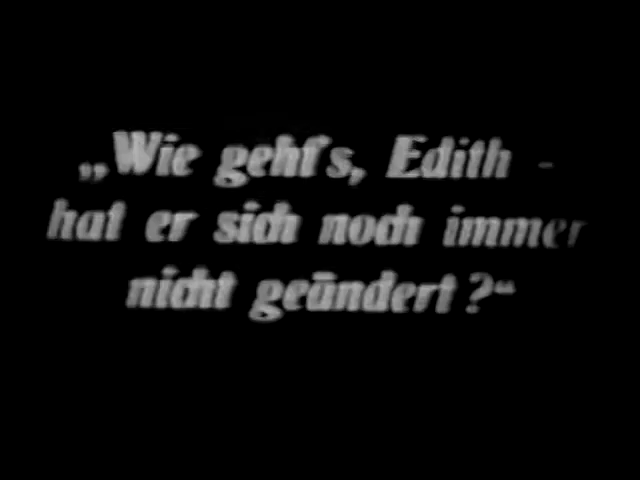 „Wie geht's, Edith -
hat er sich noch immer
nicht geändert?“